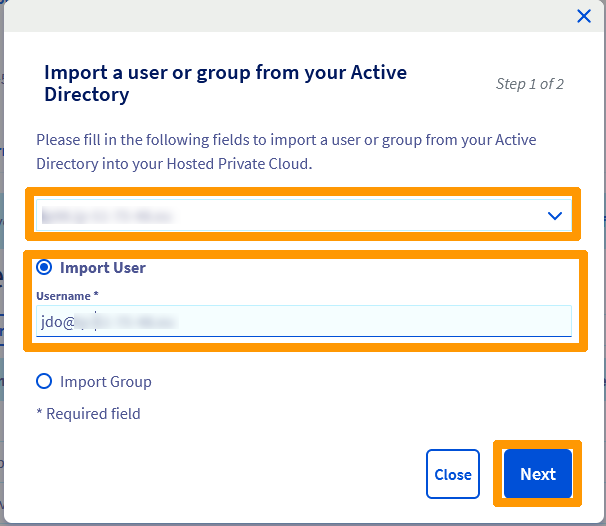 Import a user or group from your Active
Directory
Step 1 of 2
Please fill in the following fields to import a user or group from your Active
Directory into your Hosted Private Cloud.
Import User
Username *
jdo@
Import Group
* Required field
Close
Next